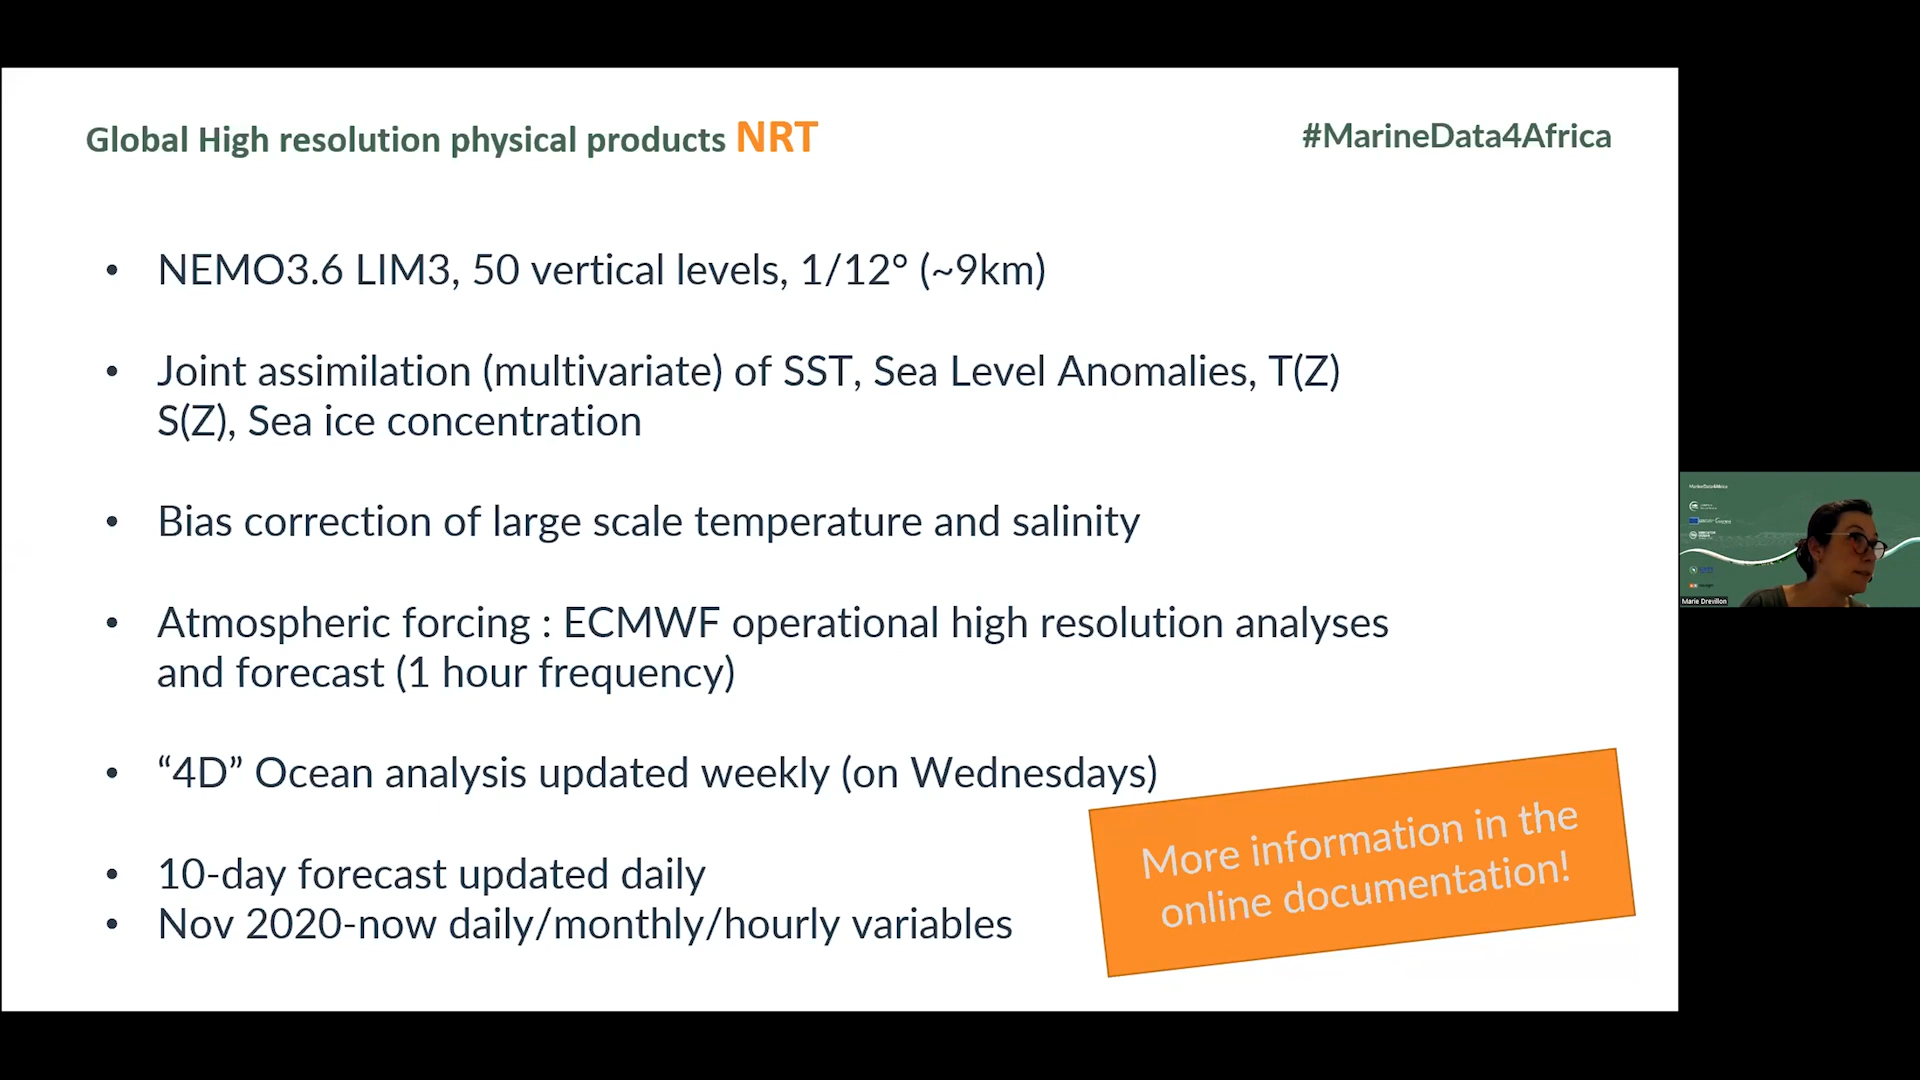 Global High resolution physical products NRT
#MarineData4Africa
• NEMO3.6 LIM3, 50 vertical levels, 1/12° (~9km)
• Joint assimilation (multivariate) of SST, Sea Level Anomalies, T(Z)
S(Z), Sea ice concentration
• Bias correction of large scale temperature and salinity
• Atmospheric forcing : ECMWF operational high resolution analyses
and forecast (1 hour frequency)
• “4D” Ocean analysis updated weekly (on Wednesdays)
• 10-day forecast updated daily
• Nov 2020-now daily/monthly/hourly variables
More information in the
online documentation!
MarineData4Africa
Marie Drevillon